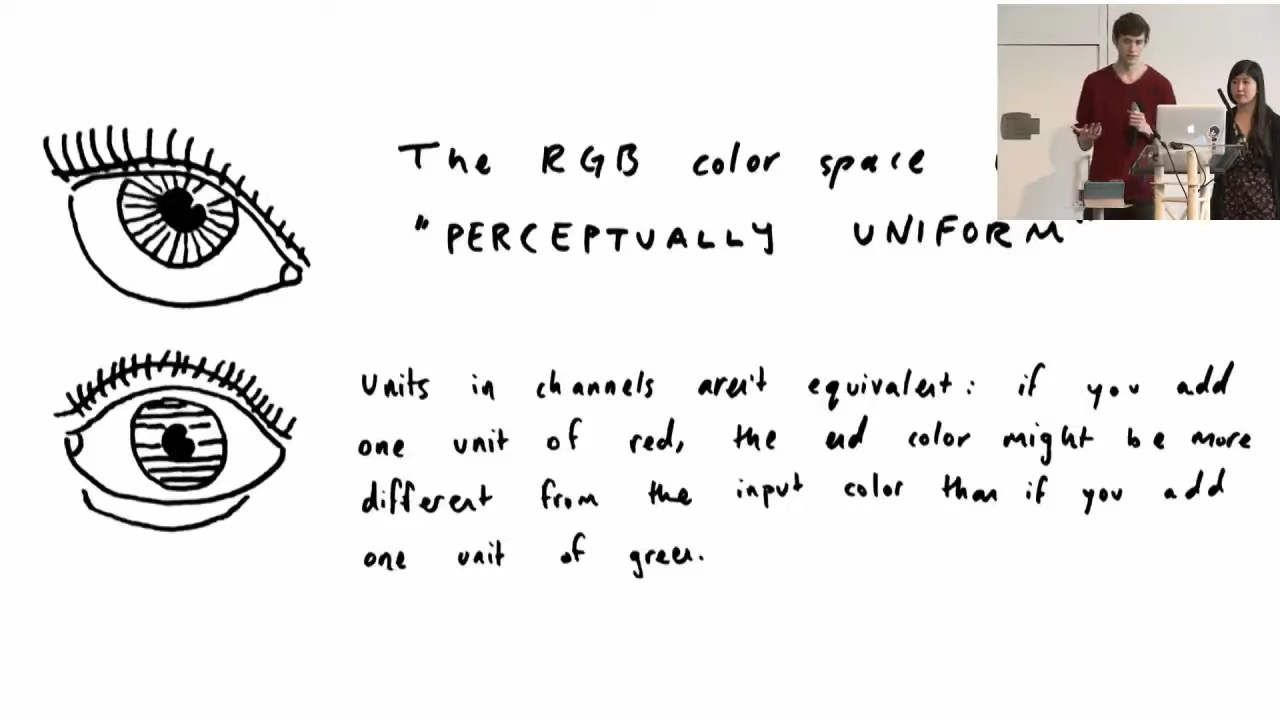 The RGB color space
"PERCEPTUALLY UNIFORM"
units in channels aren't equivalent: if you add
one unit of red, the end color might be more
different from the input color than if you add
one unit of green.